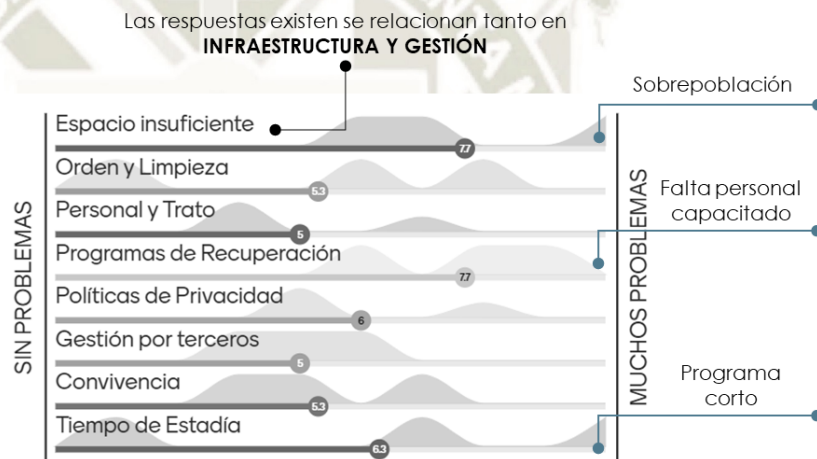 Las respuestas existen se relacionan tanto en
INFRAESTRUCTURA Y GESTIÓN
Sobrepoblación
Espacio insuficiente
7.7
Orden y Limpieza
5.3
Falta personal
capacitado
Personal y Trato
5
Programas de Recuperación
7.7
Políticas de Privacidad
6
Gestión por terceros
5
Programa
corto
Convivencia
5.3
Tiempo de Estadía
6.3
SIN PROBLEMAS
MUCHOS PROBLEMAS